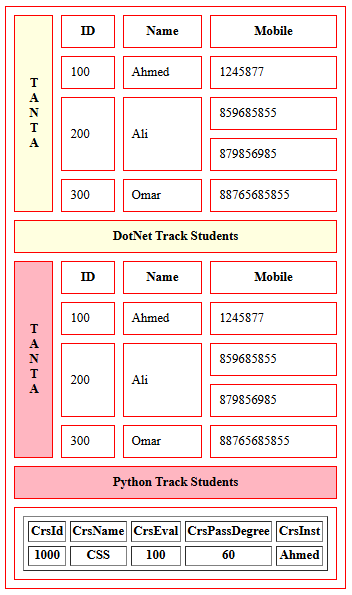 T
A
N
T
A
ID Name Mobile
100 Ahmed 1245877
200 Ali 859685855
879856985
300 Omar 88765685855
DotNet Track Students
T
A
N
T
A
ID Name Mobile
100 Ahmed 1245877
200 Ali 859685855
879856985
300 Omar 88765685855
Python Track Students
CrsId CrsName CrsEval CrsPassDegree CrsInst
1000 CSS 100 60 Ahmed